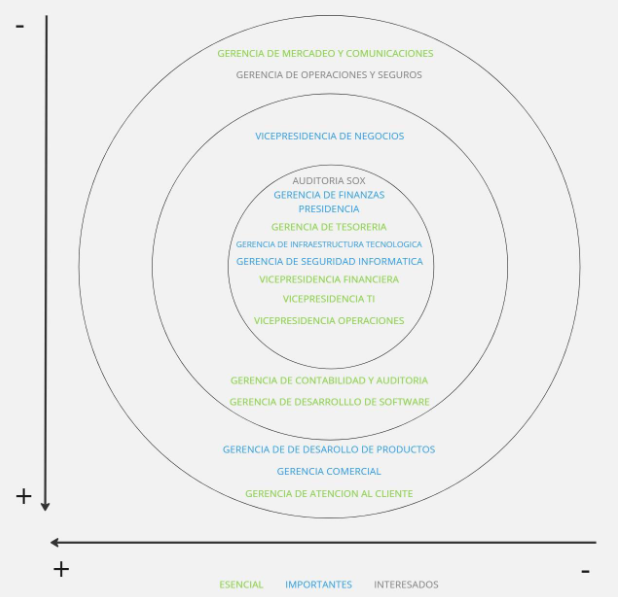 -
GERENCIA DE MERCADEO Y COMUNICACIONES
GERENCIA DE OPERACIONES Y SEGUROS
VICEPRESIDENCIA DE NEGOCIOS
AUDITORIA SOX
GERENCIA DE FINANZAS
PRESIDENCIA
GERENCIA DE TESORERIA
GERENCIA DE INFRAESTRUCTURA TECNOLOGICA
GERENCIA DE SEGURIDAD INFORMATICA
VICEPRESIDENCIA FINANCIERA
VICEPRESIDENCIA TI
VICEPRESIDENCIA OPERACIONES
GERENCIA DE CONTABILIDAD Y AUDITORIA
GERENCIA DE DESARROLLLO DE SOFTWARE
GERENCIA DE DE DESAROLLO DE PRODUCTOS
GERENCIA COMERCIAL
GERENCIA DE ATENCION AL CLIENTE
+
+ -
ESENCIAL IMPORTANTES INTERESADOS